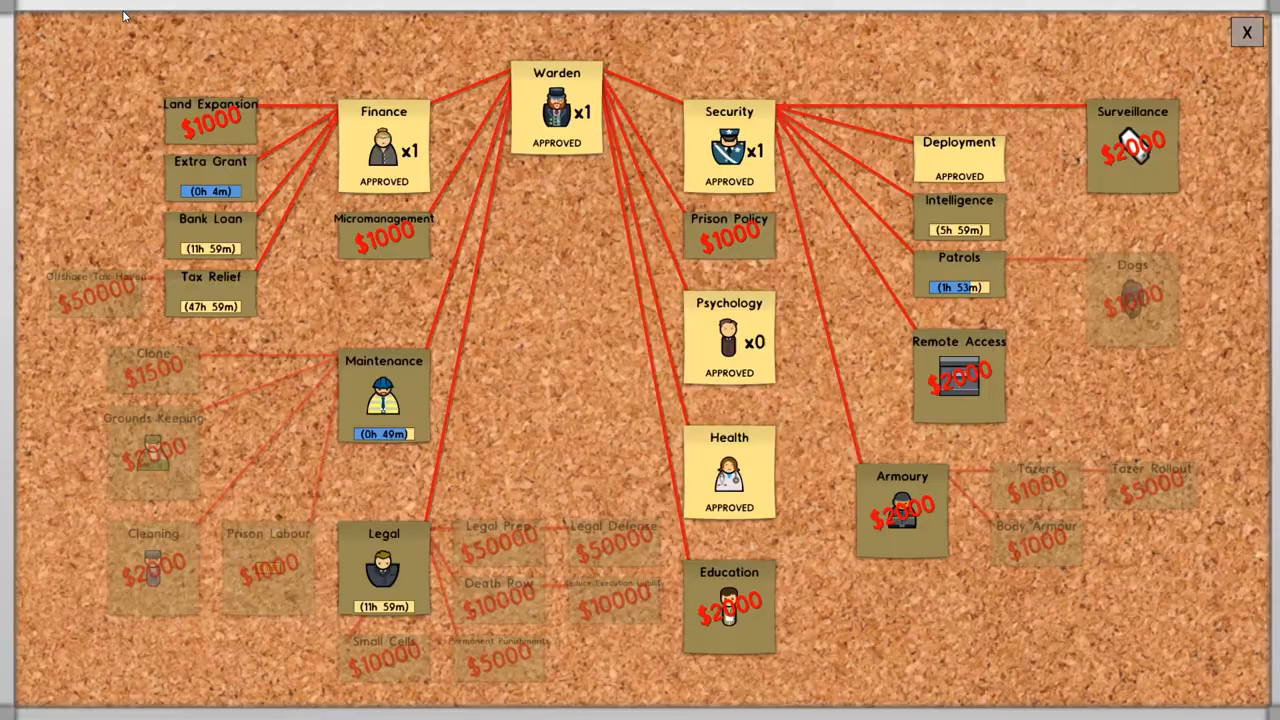 X
Warden
x1
APPROVED
Land Expansion
$1000
Finance
x1
APPROVED
Security
x1
APPROVED
Surveillance
$2000
Extra Grant
(0h 4m)
Deployment
APPROVED
Bank Loan
(11h 59m)
Micromanagement
$1000
Prison Policy
$1000
Intelligence
(5h 59m)
Offshore Tax Haven
$50000
Tax Relief
(47h 59m)
Patrols
(1h 53m)
Dogs
$1000
Psychology
x0
APPROVED
Clone
$1500
Maintenance
(0h 49m)
Remote Access
$2000
Grounds Keeping
$2000
Health
APPROVED
Armoury
$2000
Tazers
$1000
Tazer Rollout
$5000
Cleaning
$2000
Prison Labour
$1000
Legal
(11h 59m)
Legal Prep
$50000
Legal Defense
$50000
Body Armour
$1000
Death Row
$10000
Reduce Execution Liability
$10000
Education
$2000
Small Cells
$10000
Permanent Punishments
$5000